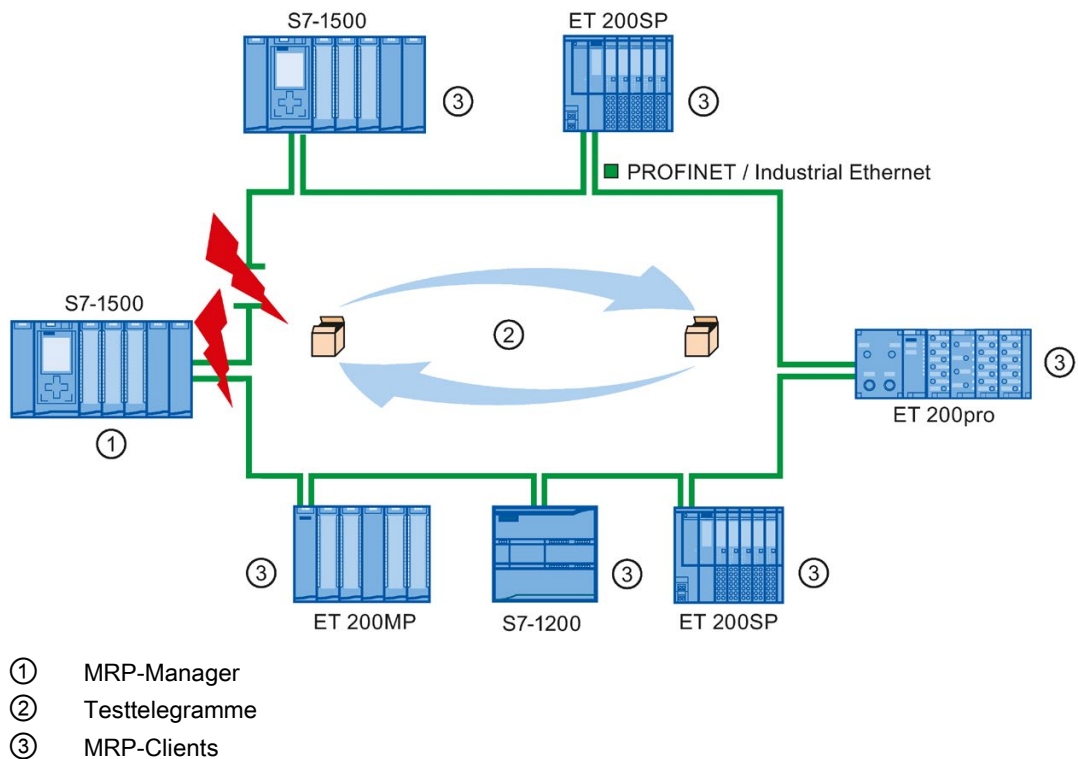 S7-1500
ET 200SP
③
③
PROFINET / Industrial Ethernet
S7-1500
②
③
①
ET 200pro
③
③
③
ET 200MP
S7-1200
ET 200SP
① MRP-Manager
② Testtelegramme
③ MRP-Clients